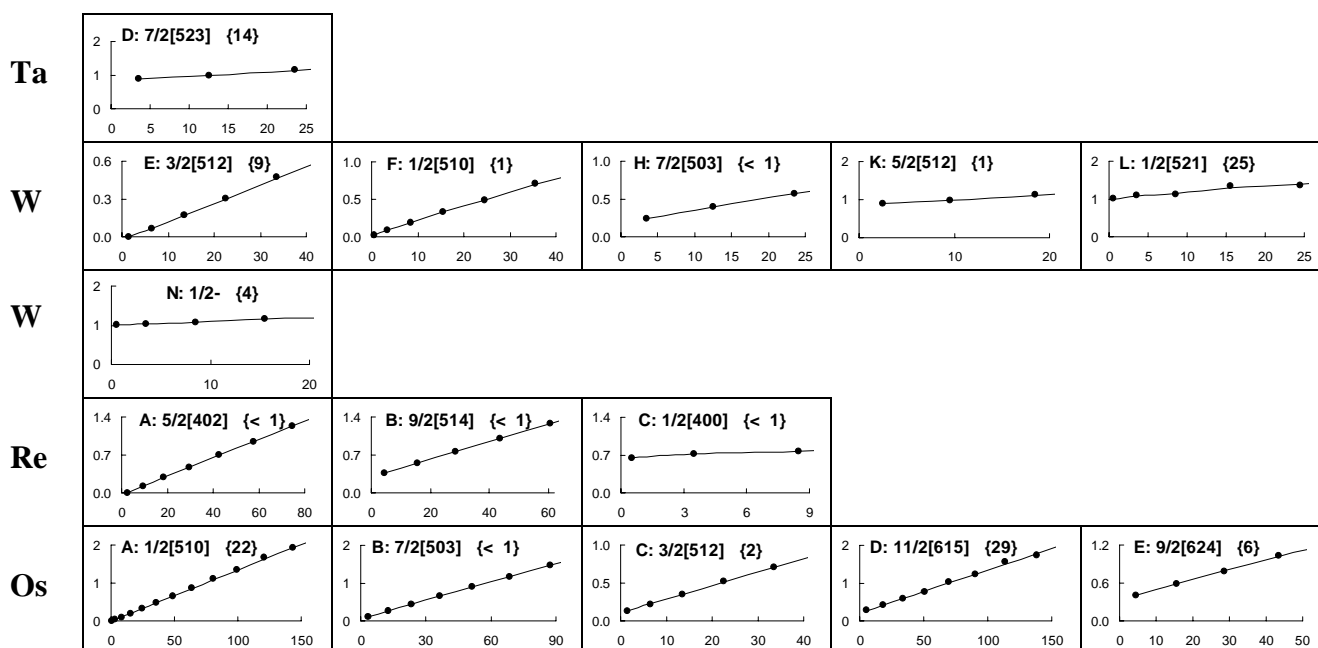 Ta
D: 7/2[523] {14}
2
1
0
0 5 10 15 20 25
W
E: 3/2[512] {9}
0.6
0.3
0.0
0 10 20 30 40
F: 1/2[510] {1}
1.0
0.5
0.0
0 10 20 30 40
H: 7/2[503] {< 1}
1.0
0.5
0.0
0 5 10 15 20 25
K: 5/2[512] {1}
2
1
0
0 10 20
L: 1/2[521] {25}
2
1
0
0 5 10 15 20 25
W
N: 1/2- {4}
2
1
0
0 10 20
Re
A: 5/2[402] {< 1}
1.4
0.7
0.0
0 20 40 60 80
B: 9/2[514] {< 1}
1.4
0.7
0.0
0 20 40 60
C: 1/2[400] {< 1}
1.4
0.7
0.0
0 3 6 9
Os
A: 1/2[510] {22}
2
1
0
0 50 100 150
B: 7/2[503] {< 1}
2
1
0
0 30 60 90
C: 3/2[512] {2}
1.0
0.5
0.0
0 10 20 30 40
D: 11/2[615] {29}
2
1
0
0 50 100 150
E: 9/2[624] {6}
1.2
0.6
0.0
0 10 20 30 40 50